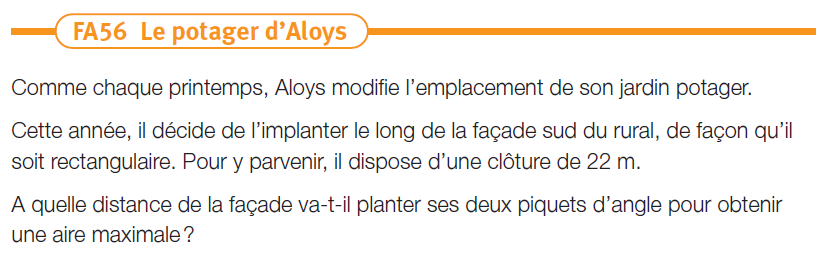 FA56 Le potager d'Aloys
Comme chaque printemps, Aloys modifie l'emplacement de son jardin potager.
Cette année, il décide de l'implanter le long de la façade sud du rural, de façon qu'il
soit rectangulaire. Pour y parvenir, il dispose d'une clôture de 22 m.
A quelle distance de la façade va-t-il planter ses deux piquets d'angle pour obtenir
une aire maximale ?